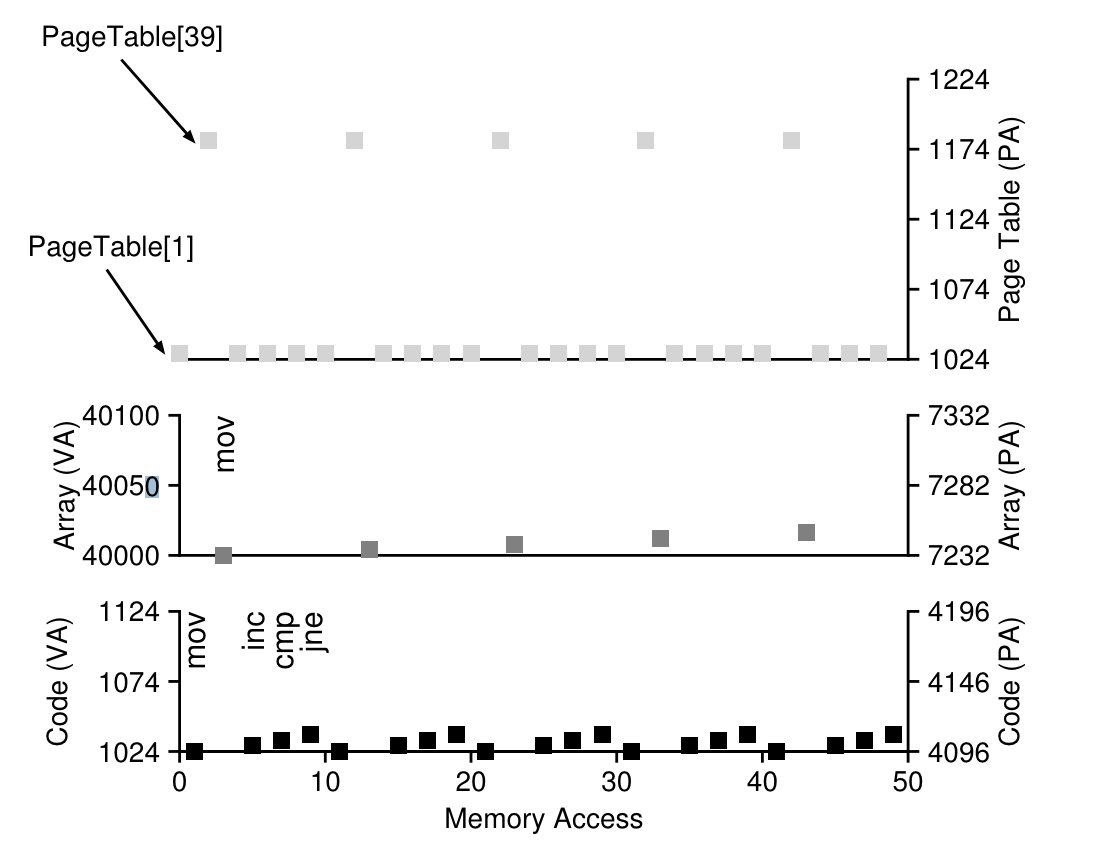 PageTable[39]
1224
1174
1124
1074
1024
Page Table (PA)
PageTable[1]
40100
40050
40000
Array (VA)
mov
7332
7282
7232
Array (PA)
1124
1074
1024
Code (VA)
mov
inc
cmp
jne
4196
4146
4096
Code (PA)
0 10 20 30 40 50
Memory Access